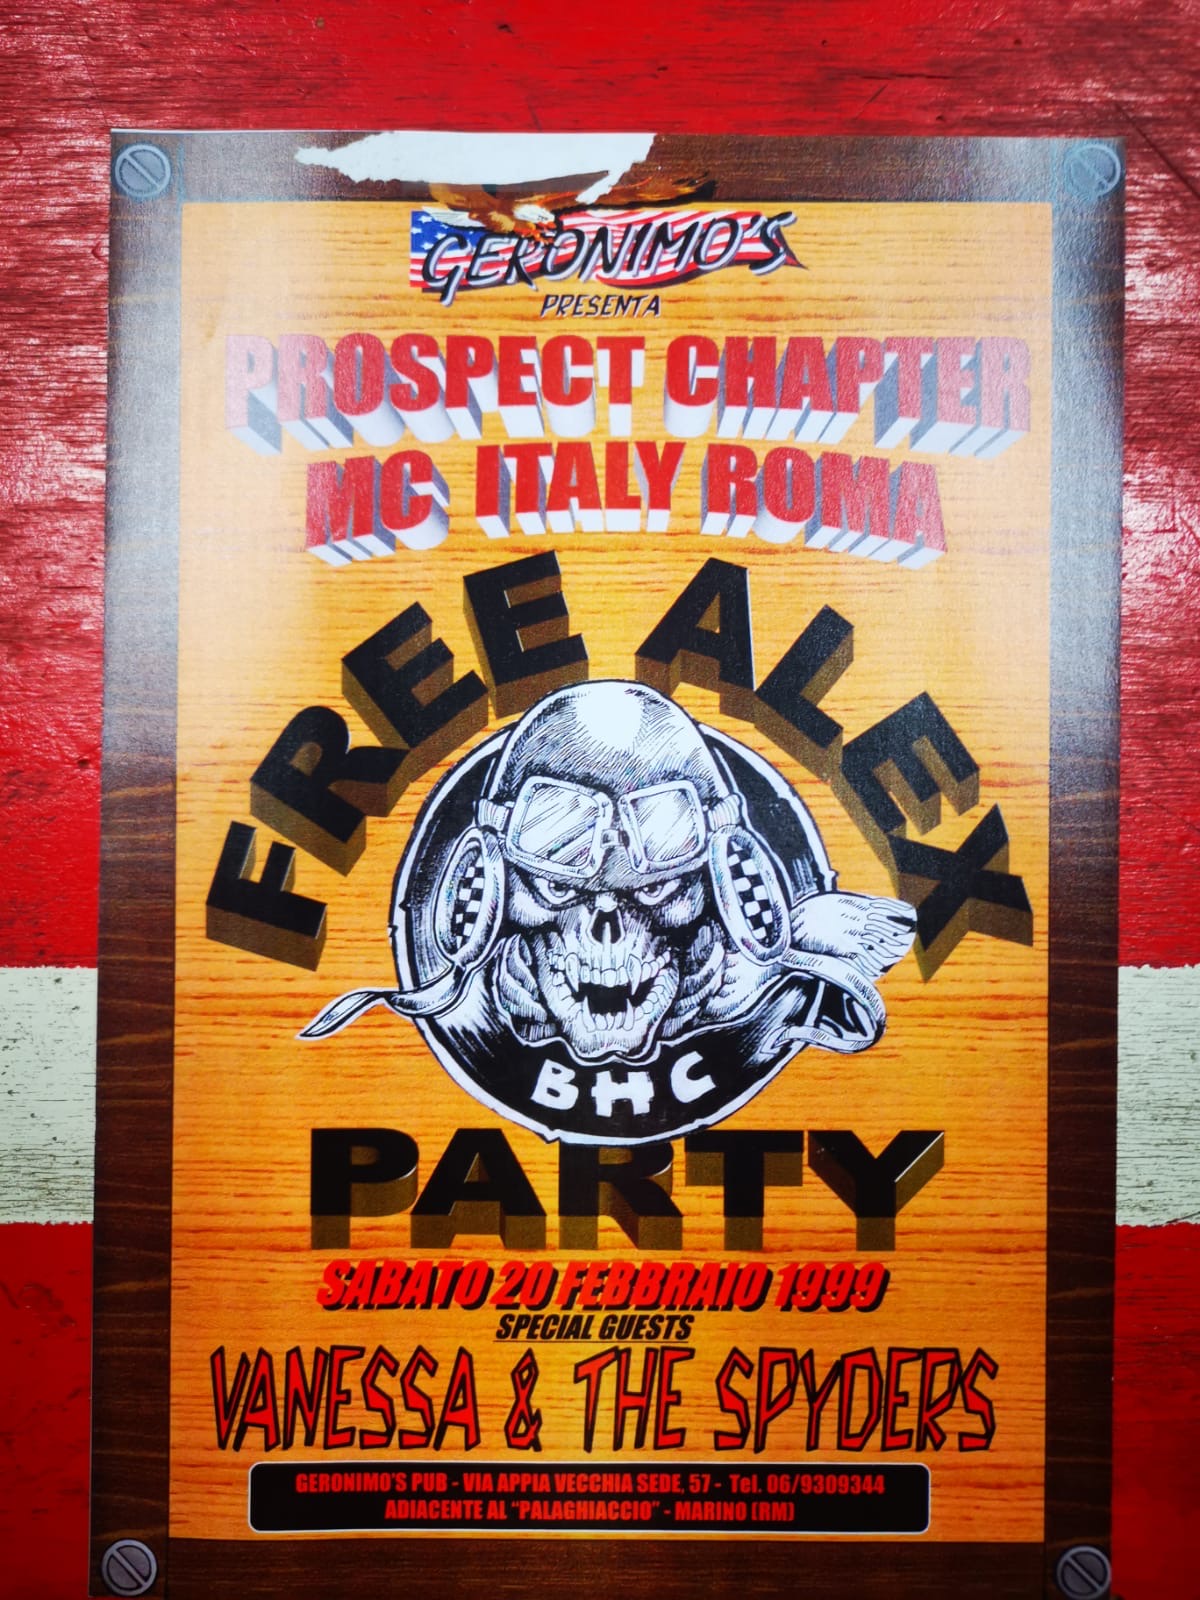 GERONIMO'S
PRESENTA
PROSPECT CHAPTER
MC ITALY ROMA
FREE ALEX
BHC
PARTY
SABATO 20 FEBBRAIO 1999
SPECIAL GUESTS
VANESSA & THE SPYDERS
GERONIMO'S PUB - VIA APPIA VECCHIA SEDE, 57 - Tel. 06/9309344
ADIACENTE AL "PALAGHIACCIO" - MARINO (RM)